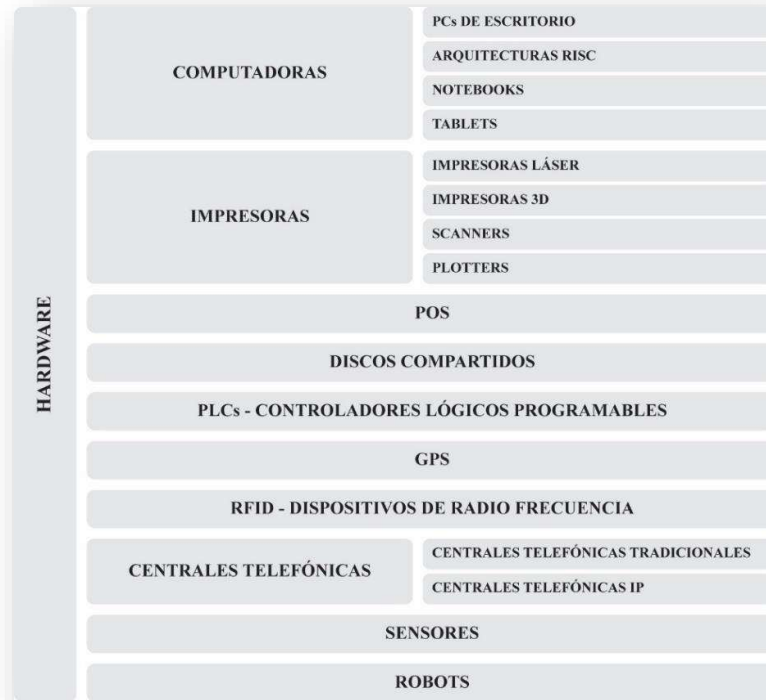 HARDWARE
COMPUTADORAS
PCs DE ESCRITORIO
ARQUITECTURAS RISC
NOTEBOOKS
TABLETS
IMPRESORAS
IMPRESORAS LÁSER
IMPRESORAS 3D
SCANNERS
PLOTTERS
POS
DISCOS COMPARTIDOS
PLCs - CONTROLADORES LÓGICOS PROGRAMABLES
GPS
RFID - DISPOSITIVOS DE RADIO FRECUENCIA
CENTRALES TELEFÓNICAS
CENTRALES TELEFÓNICAS TRADICIONALES
CENTRALES TELEFÓNICAS IP
SENSORES
ROBOTS